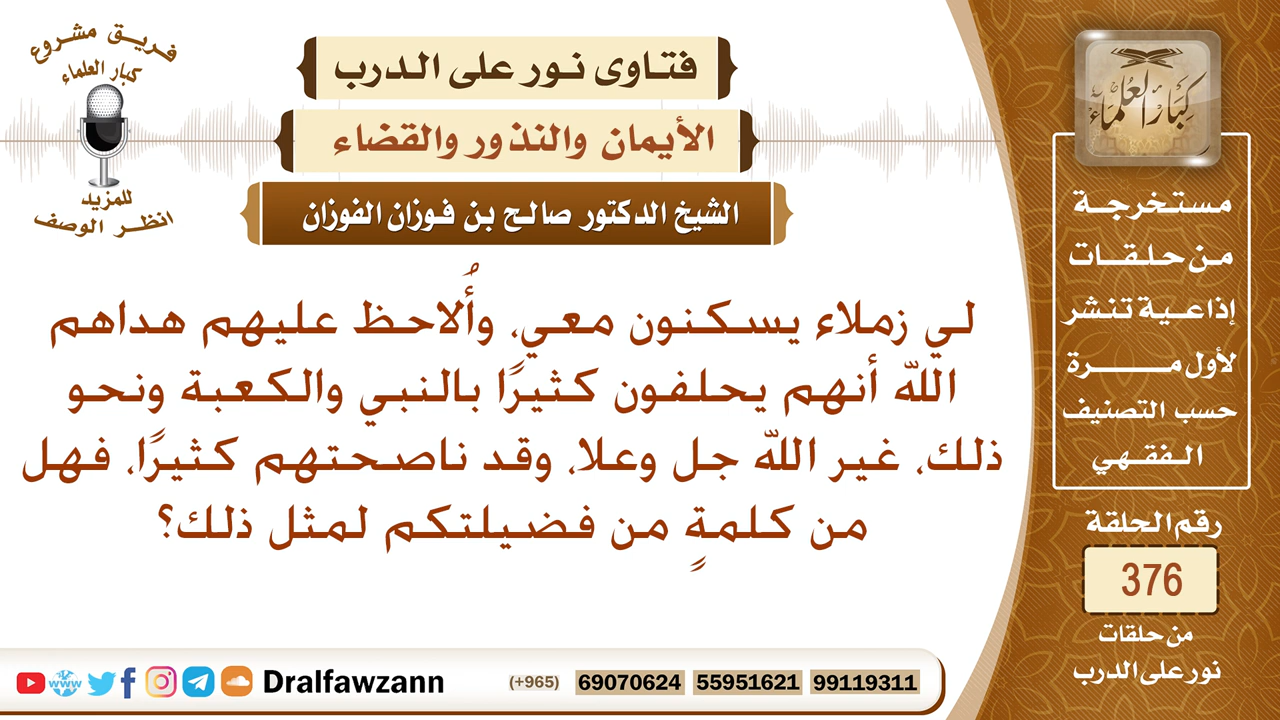 فريق مشروع
كبار العلماء
للمزيد
انظر الوصف
فتاوى نور على الدرب
الأيمان والنذور والقضاء
الشيخ الدكتور صالح بن فوزان الفوزان
لي زملاء يسكنون معي، وأُلاحظ عليهم هداهم
الله أنهم يحلفون كثيرًا بالنبي والكعبة ونحو
ذلك، غير الله جل وعلا، وقد ناصحتهم كثيرًا، فهل
من كلمةٍ من فضيلتكم لمثل ذلك؟
كبار العلماء
مستخرجة
من حلقات
إذاعية تنشر
لأول مرة
حسب التصنيف
الفقهي
رقم الحلقة
376
من حلقات
نور على الدرب
www
Dralfawzann (+965) 69070624 55951621 99119311